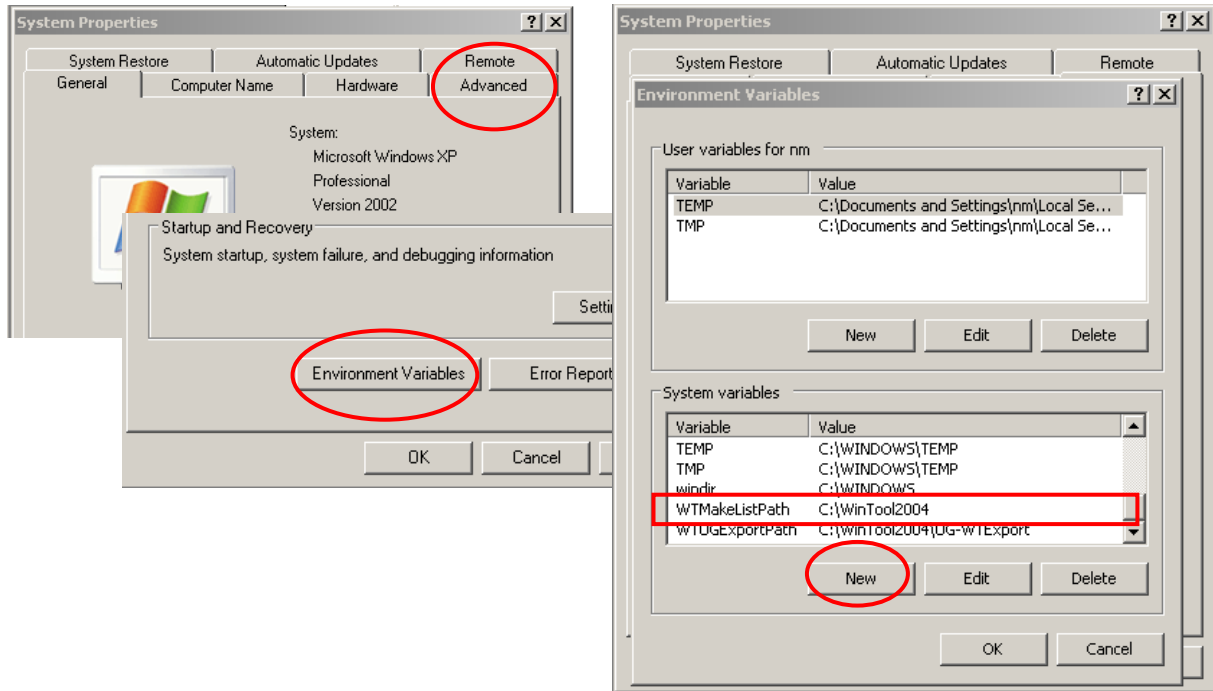 System Properties
System Restore Automatic Updates Remote
General Computer Name Hardware Advanced
System:
Microsoft Windows XP
Professional
Version 2002
Startup and Recovery
System startup, system failure, and debugging information
Setti
Environment Variables Error Report
OK Cancel
System Properties
System Restore Automatic Updates Remote
Environment Variables
User variables for nm
Variable Value
TEMP C:\Documents and Settings\nm\Local Se...
TMP C:\Documents and Settings\nm\Local Se...
New Edit Delete
System variables
Variable Value
TEMP C:\WINDOWS\TEMP
TMP C:\WINDOWS\TEMP
windir C:\WINDOWS
WTMakeListPath C:\WinTool2004
WTUGExportPath C:\WinTool2004\UG-WTExport
New Edit Delete
OK Cancel